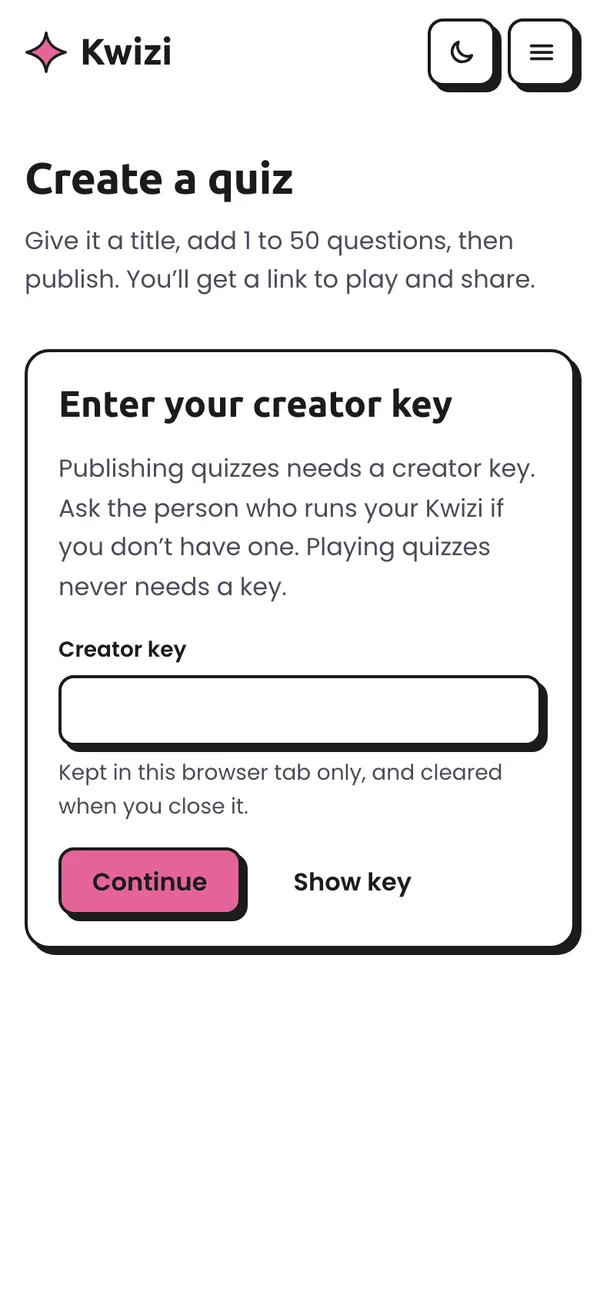 Kwizi
Create a quiz
Give it a title, add 1 to 50 questions, then
publish. You’ll get a link to play and share.
Enter your creator key
Publishing quizzes needs a creator key.
Ask the person who runs your Kwizi if
you don’t have one. Playing quizzes
never needs a key.
Creator key
Kept in this browser tab only, and cleared
when you close it.
Continue
Show key